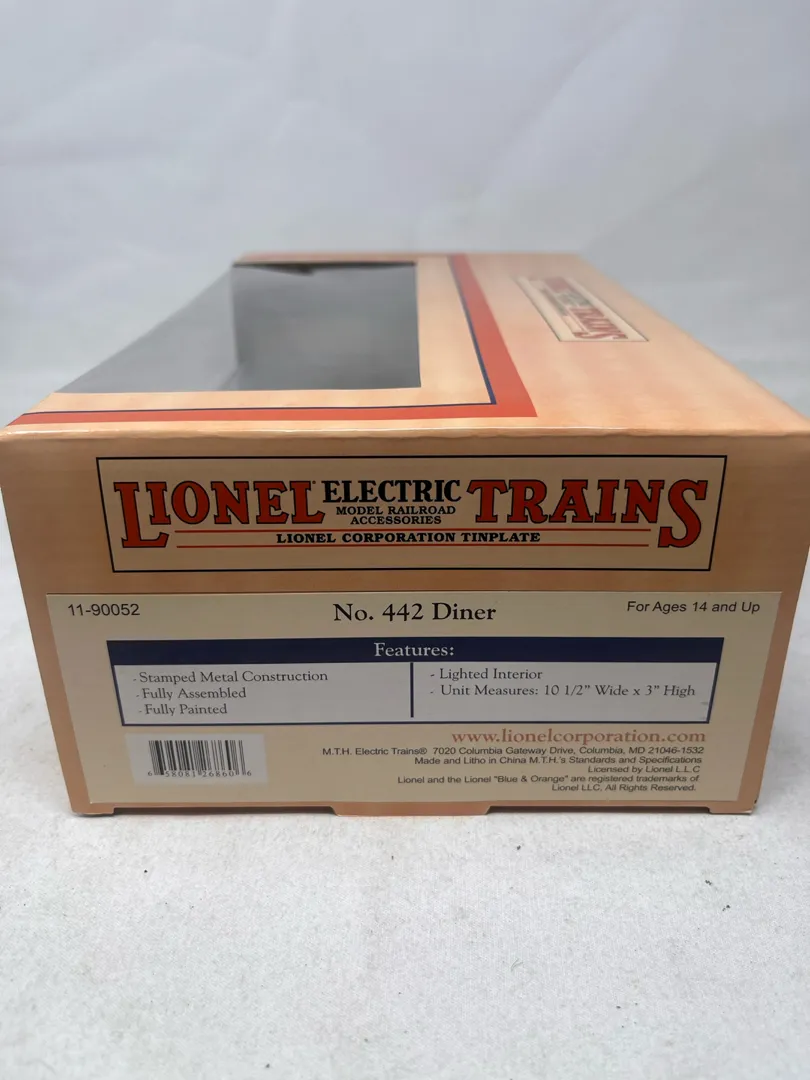 LIONEL ELECTRIC TRAINS
MODEL RAILROAD
ACCESSORIES
LIONEL CORPORATION TINPLATE
11-90052 No. 442 Diner For Ages 14 and Up
Features:
- Stamped Metal Construction
- Fully Assembled
- Fully Painted
- Lighted Interior
- Unit Measures: 10 1/2" Wide x 3" High
www.lionelcorporation.com
M.T.H. Electric Trains® 7020 Columbia Gateway Drive, Columbia, MD 21046-1532
Made and Litho in China M.T.H.'s Standards and Specifications
Licensed by Lionel L.L.C
Lionel and the Lionel "Blue & Orange" are registered trademarks of
Lionel LLC, All Rights Reserved.
6 58081 26860 6